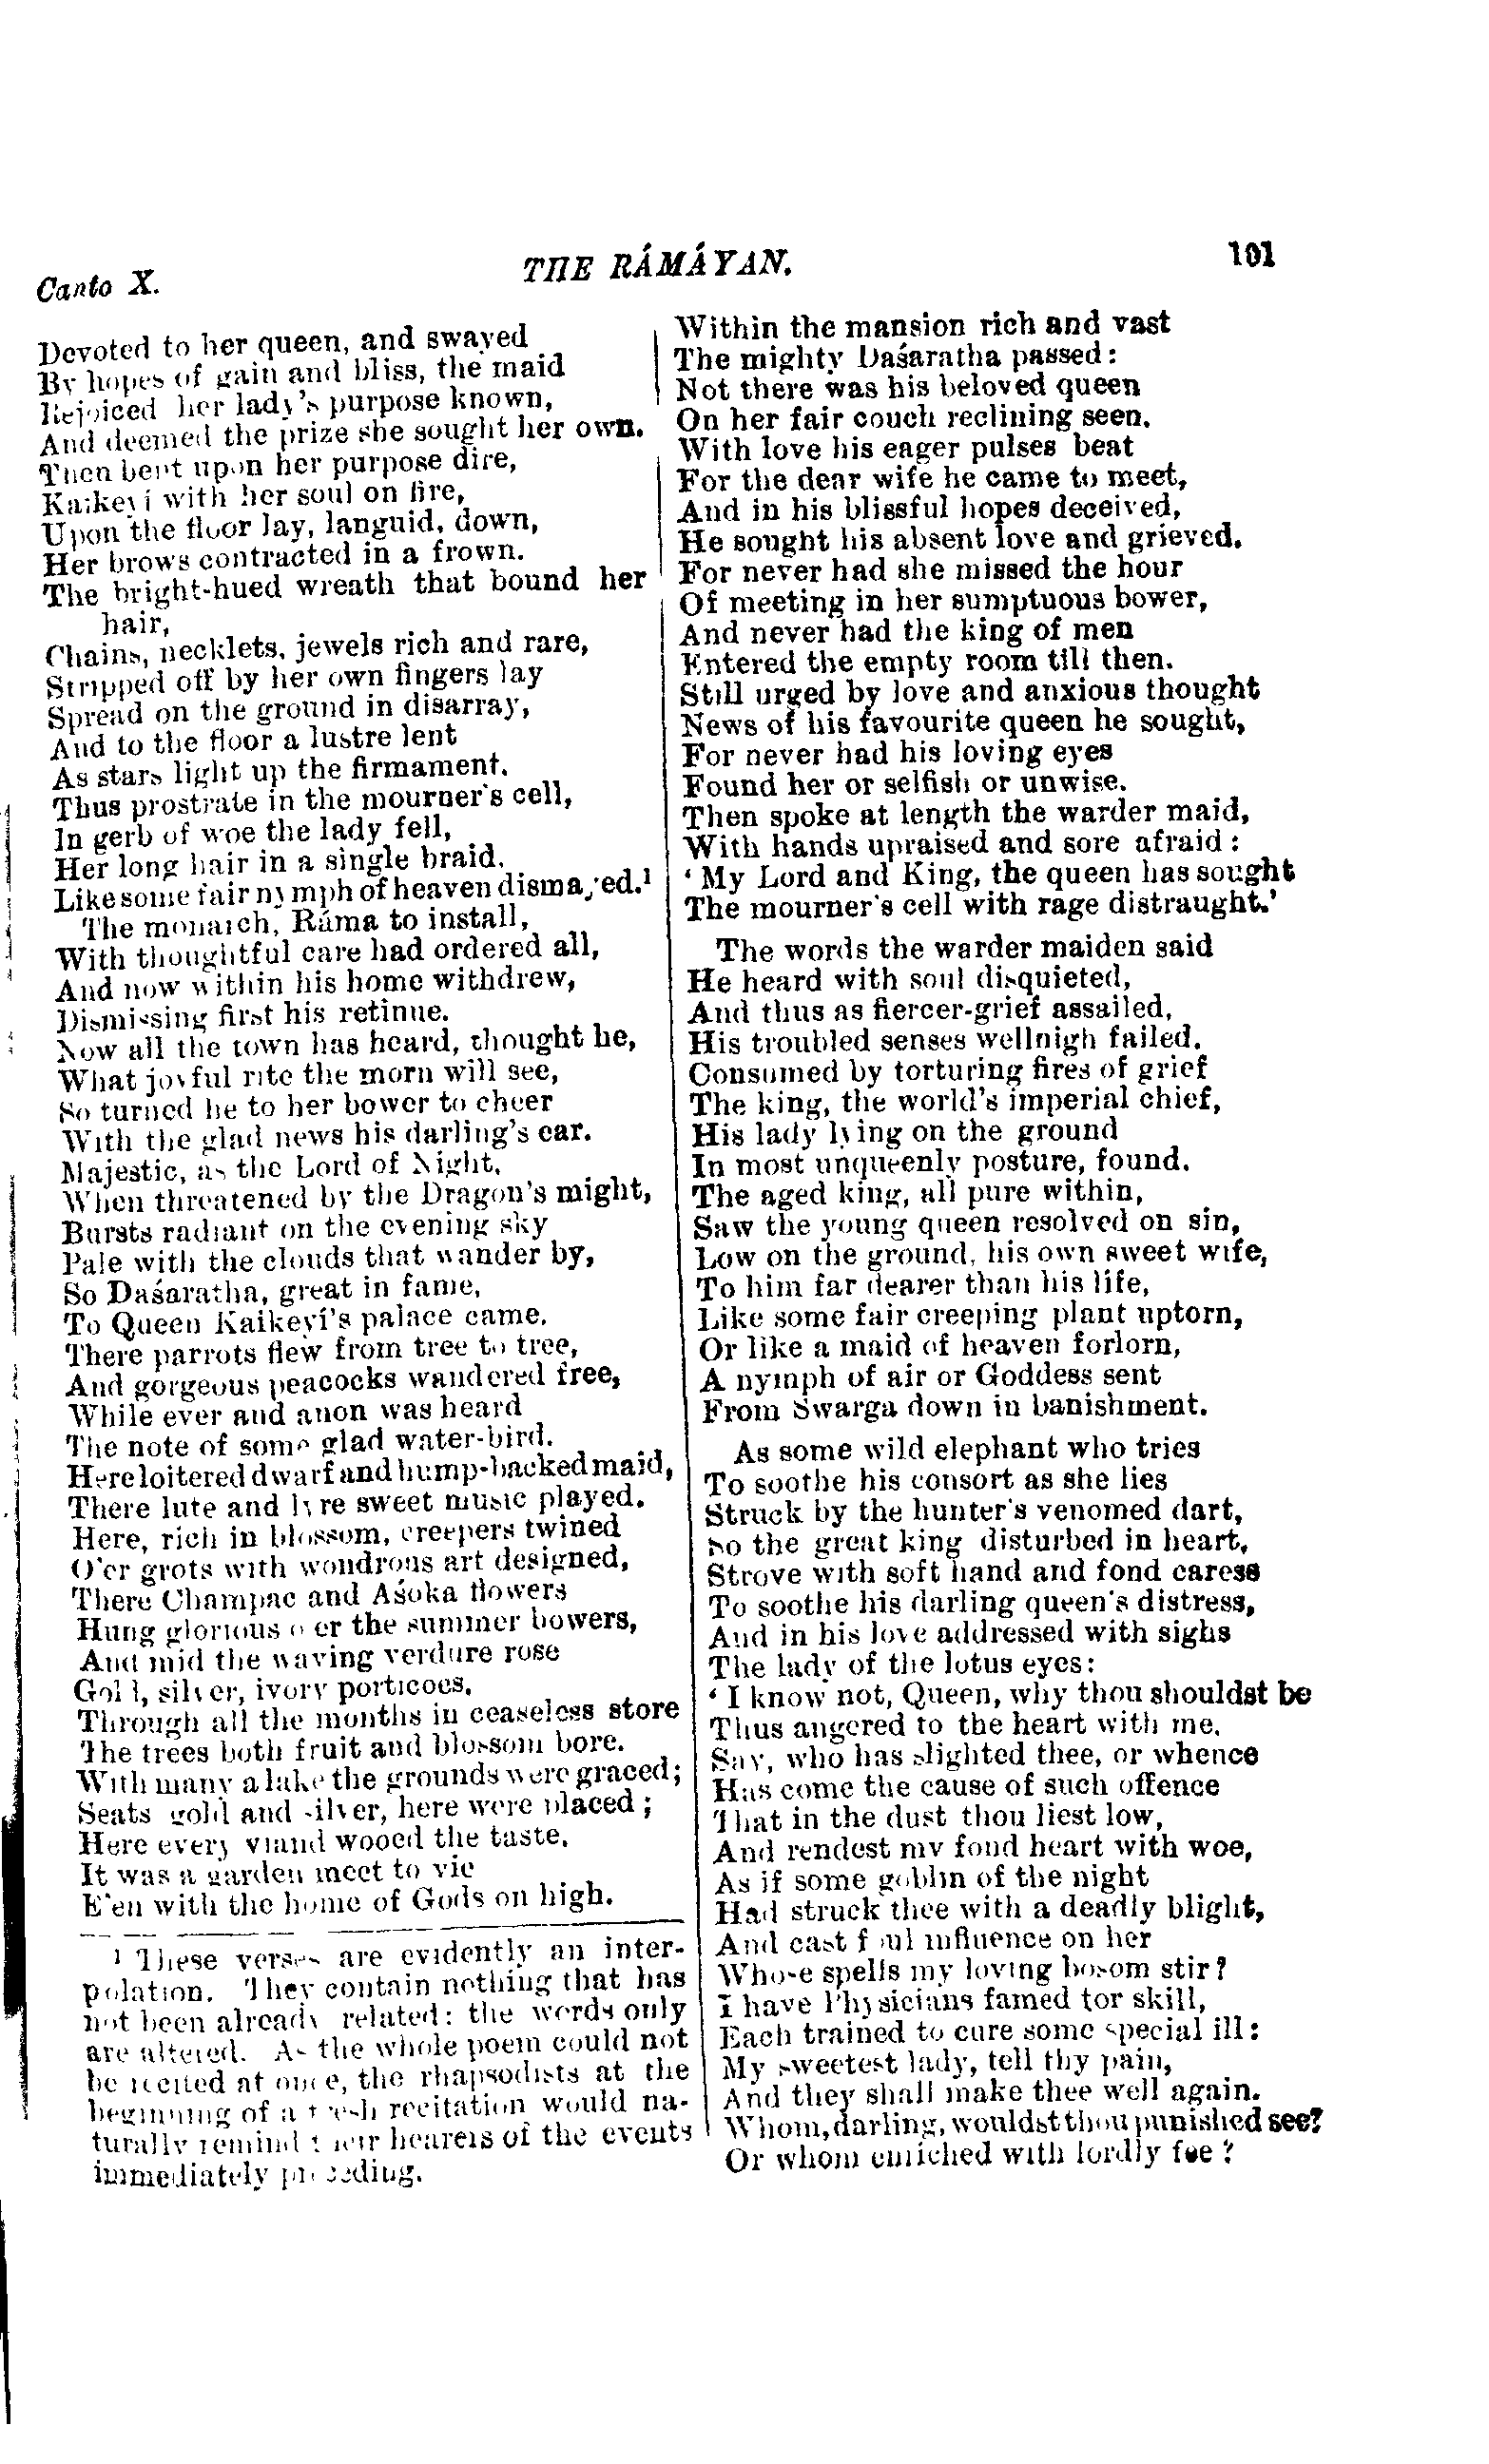 Canto X.
THE RÁMÁYAN.
101
Devoted to her queen, and swayed
By hopes of gain and bliss, the maid
Rejoiced her lady's purpose known,
And deemed the prize she sought her own.
Then bent upon her purpose dire,
Kaikeyí with her soul on fire,
Upon the floor lay, languid, down,
Her brows contracted in a frown.
The bright-hued wreath that bound her
hair,
Chains, necklets, jewels rich and rare,
Stripped off by her own fingers lay
Spread on the ground in disarray,
And to the floor a lustre lent
As stars light up the firmament.
Thus prostrate in the mourner's cell,
In gerb of woe the lady fell,
Her long hair in a single braid,
Like some fair nymph of heaven dismayed.¹
The monarch, Ráma to install,
With thoughtful care had ordered all,
And now within his home withdrew,
Dismissing first his retinue.
Now all the town has heard, thought he,
What joyful rite the morn will see,
So turned he to her bower to cheer
With the glad news his darling's ear.
Majestic, as the Lord of Night,
When threatened by the Dragon's might,
Bursts radiant on the evening sky
Pale with the clouds that wander by,
So Daśaratha, great in fame,
To Queen Kaikeyí's palace came.
There parrots flew from tree to tree,
And gorgeous peacocks wandered free,
While ever and anon was heard
The note of some glad water-bird.
Here loitered dwarf and hump-backed maid,
There lute and lyre sweet music played.
Here, rich in blossom, creepers twined
O'er grots with wondrous art designed,
There Champac and Aśoka flowers
Hung glorious o'er the summer bowers,
And mid the waving verdure rose
Gold, silver, ivory porticoes.
Through all the months in ceaseless store
The trees both fruit and blossom bore.
With many a lake the grounds were graced;
Seats gold and silver, here were placed;
Here every viand wooed the taste.
It was a garden meet to vie
E'en with the home of Gods on high.
¹ These verses are evidently an inter-
polation. They contain nothing that has
not been already related: the words only
are altered. As the whole poem could not
be recited at once, the rhapsodists at the
beginning of a fresh recitation would na-
turally remind their hearers of the events
immediately preceding.
Within the mansion rich and vast
The mighty Daśaratha passed:
Not there was his beloved queen
On her fair couch reclining seen.
With love his eager pulses beat
For the dear wife he came to meet,
And in his blissful hopes deceived,
He sought his absent love and grieved.
For never had she missed the hour
Of meeting in her sumptuous bower,
And never had the king of men
Entered the empty room till then.
Still urged by love and anxious thought
News of his favourite queen he sought,
For never had his loving eyes
Found her or selfish or unwise.
Then spoke at length the warder maid,
With hands upraised and sore afraid:
'My Lord and King, the queen has sought
The mourner's cell with rage distraught.'
The words the warder maiden said
He heard with soul disquieted,
And thus as fiercer-grief assailed,
His troubled senses wellnigh failed.
Consumed by torturing fires of grief
The king, the world's imperial chief,
His lady lying on the ground
In most unqueenly posture, found.
The aged king, all pure within,
Saw the young queen resolved on sin,
Low on the ground, his own sweet wife,
To him far dearer than his life,
Like some fair creeping plant uptorn,
Or like a maid of heaven forlorn,
A nymph of air or Goddess sent
From Swarga down in banishment.
As some wild elephant who tries
To soothe his consort as she lies
Struck by the hunter's venomed dart,
So the great king disturbed in heart,
Strove with soft hand and fond caress
To soothe his darling queen's distress,
And in his love addressed with sighs
The lady of the lotus eyes:
'I know not, Queen, why thou shouldst be
Thus angered to the heart with me.
Say, who has slighted thee, or whence
Has come the cause of such offence
That in the dust thou liest low,
And rendest my fond heart with woe,
As if some goblin of the night
Had struck thee with a deadly blight,
And cast foul influence on her
Whose spells my loving bosom stir?
I have Physicians famed for skill,
Each trained to cure some special ill:
My sweetest lady, tell thy pain,
And they shall make thee well again.
Whom, darling, wouldst thou punished see?
Or whom enriched with lordly fee?